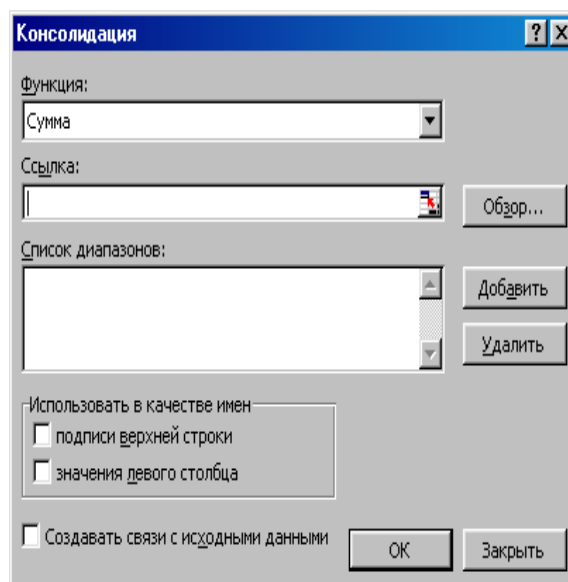 Консолидация
Функция:
Сумма
Ссылка:
Обзор...
Список диапазонов:
Добавить
Удалить
Использовать в качестве имен
подписи верхней строки
значения левого столбца
Создавать связи с исходными данными
ОК
Закрыть